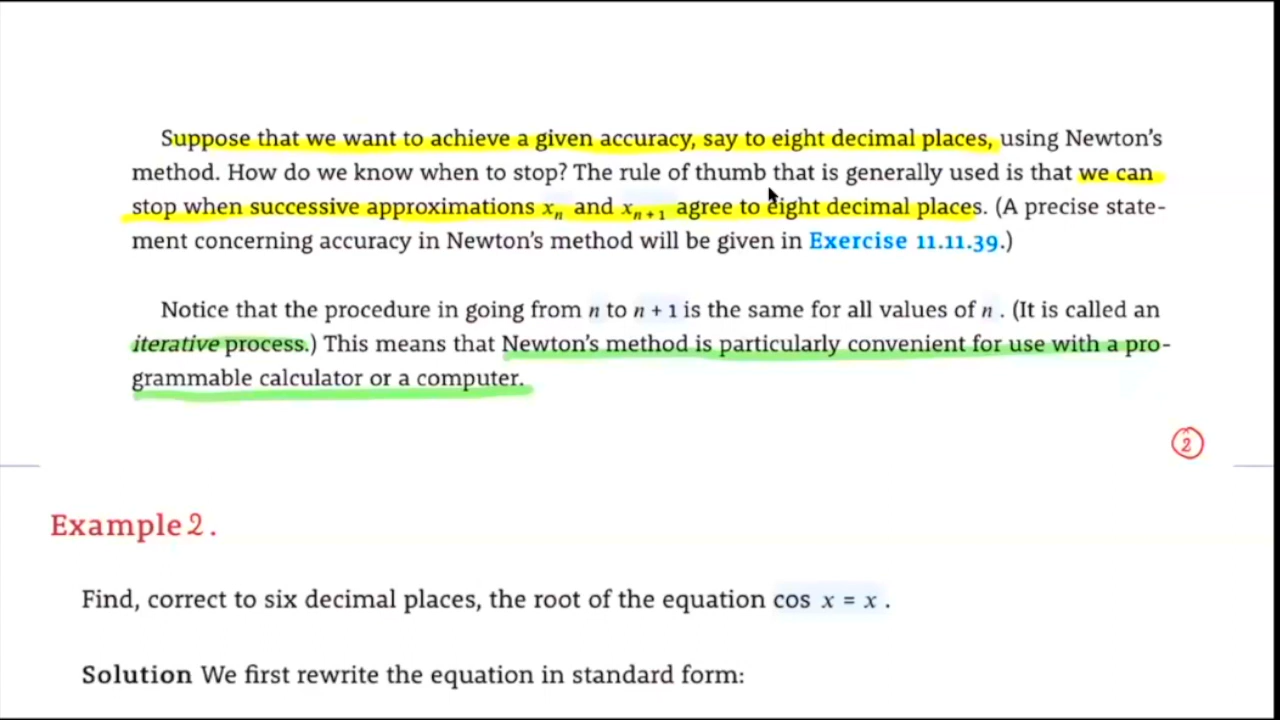 Suppose that we want to achieve a given accuracy, say to eight decimal places, using Newton's
method. How do we know when to stop? The rule of thumb that is generally used is that we can
stop when successive approximations xₙ and xₙ₊₁ agree to eight decimal places. (A precise state-
ment concerning accuracy in Newton's method will be given in Exercise 11.11.39.)
Notice that the procedure in going from n to n + 1 is the same for all values of n . (It is called an
iterative process.) This means that Newton's method is particularly convenient for use with a pro-
grammable calculator or a computer.
2
Example 2 .
Find, correct to six decimal places, the root of the equation cos x = x .
Solution We first rewrite the equation in standard form: